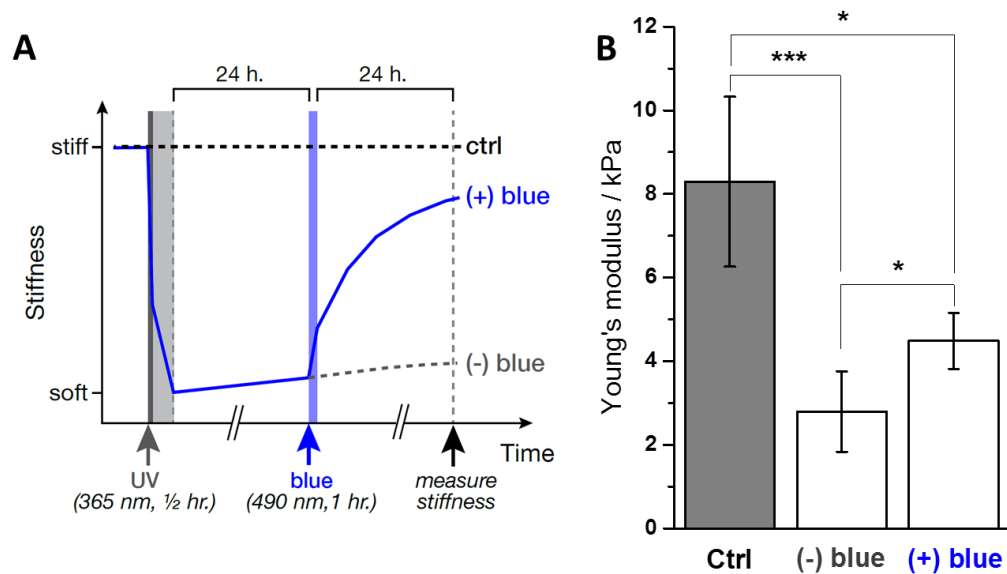 A
24 h.
24 h.
stiff
ctrl
(+) blue
Stiffness
(-) blue
soft
Time
UV
(365 nm, ½ hr.)
blue
(490 nm,1 hr.)
measure
stiffness
B
*
***
*
Young's modulus / kPa
12
10
8
6
4
2
0
Ctrl
(-) blue
(+) blue